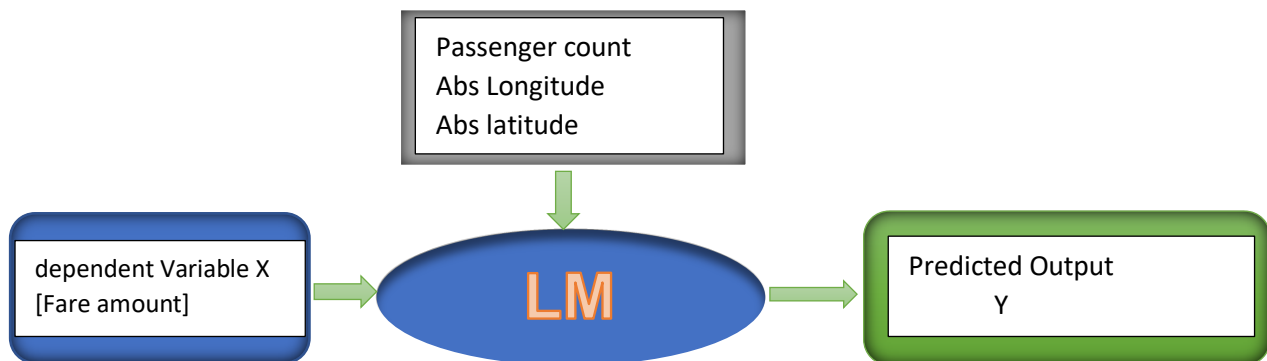 Passenger count
Abs Longitude
Abs latitude
dependent Variable X
[Fare amount]
LM
Predicted Output
Y